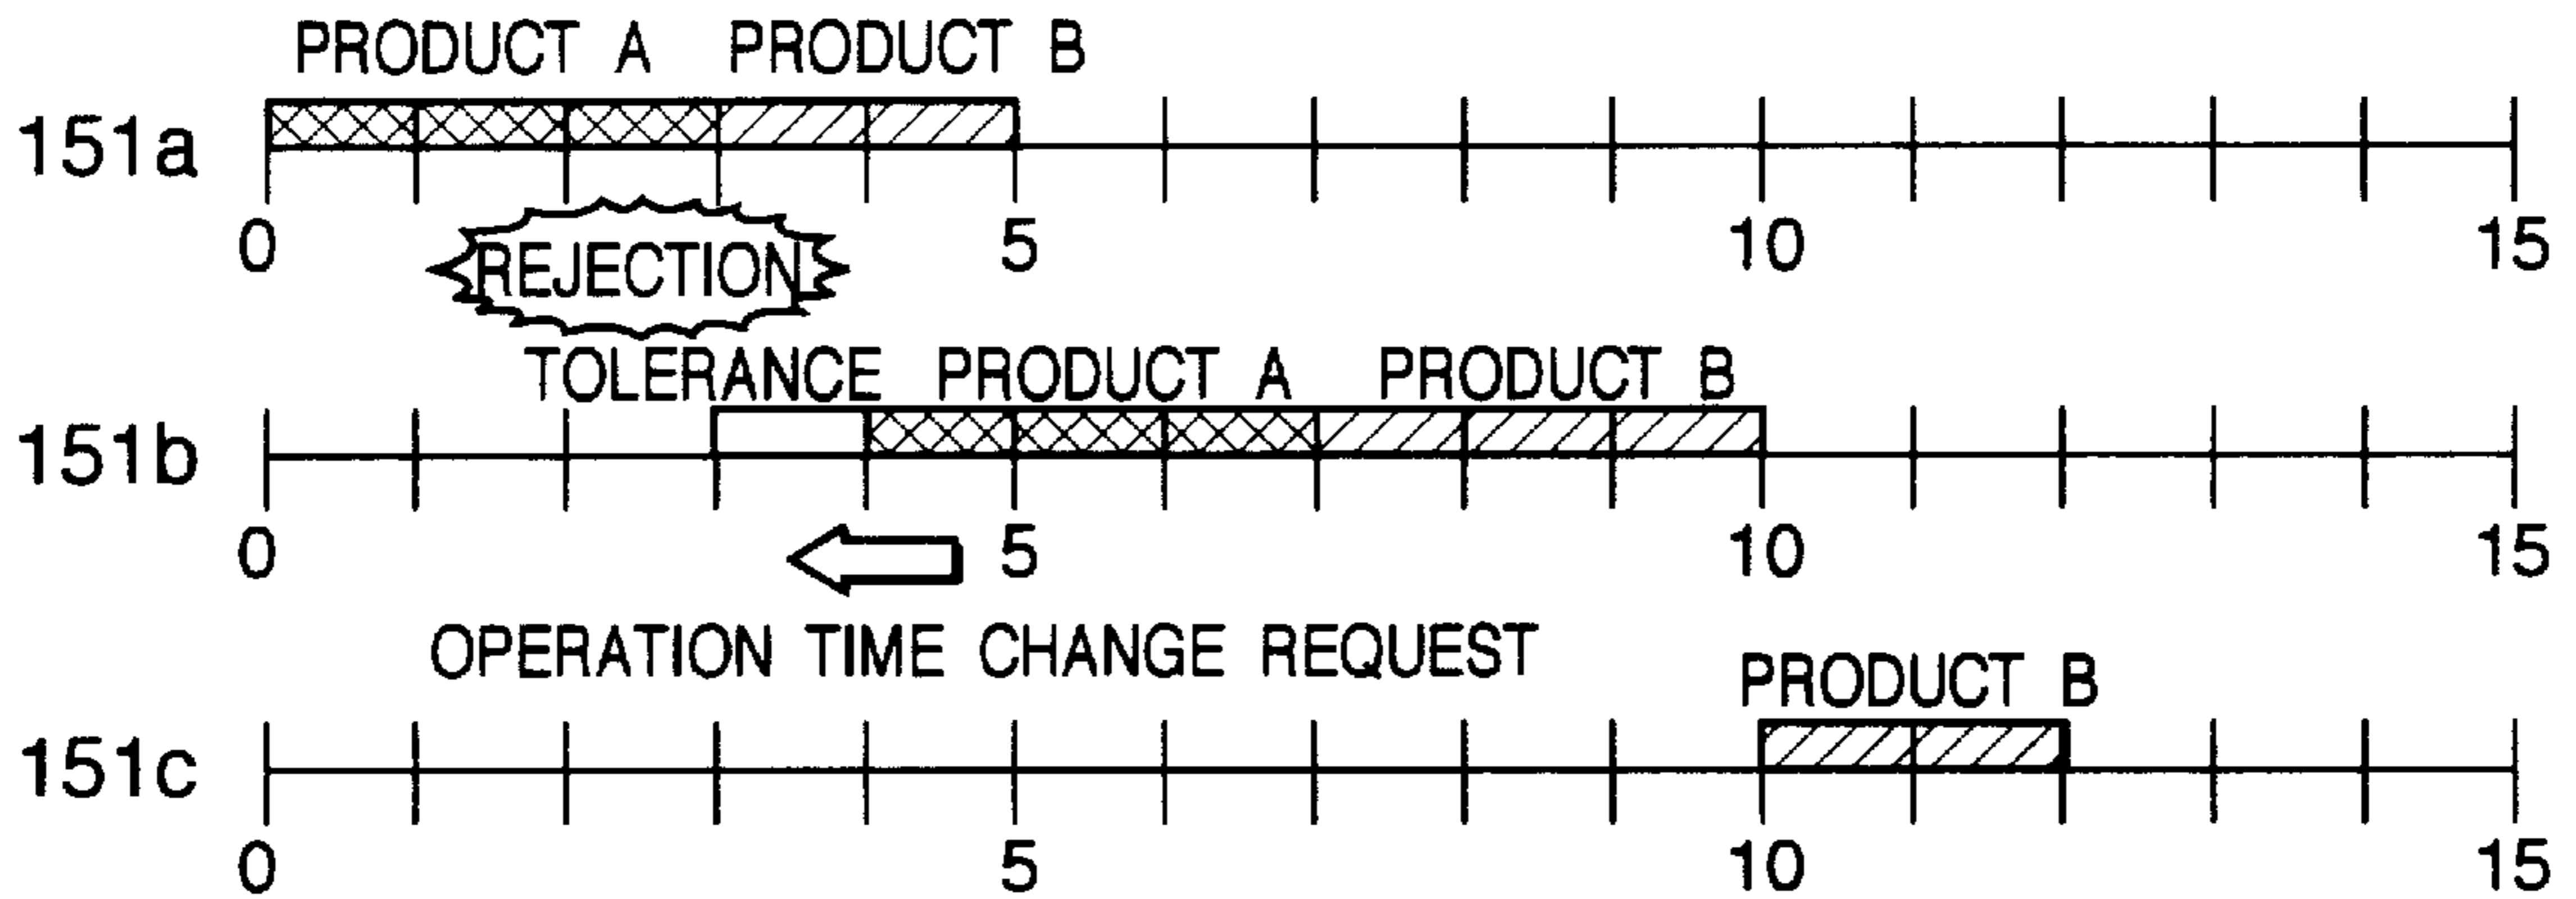 PRODUCT A PRODUCT B
151a
0 5 10 15
REJECTION
TOLERANCE PRODUCT A PRODUCT B
151b
0 5 10 15
OPERATION TIME CHANGE REQUEST
PRODUCT B
151c
0 5 10 15